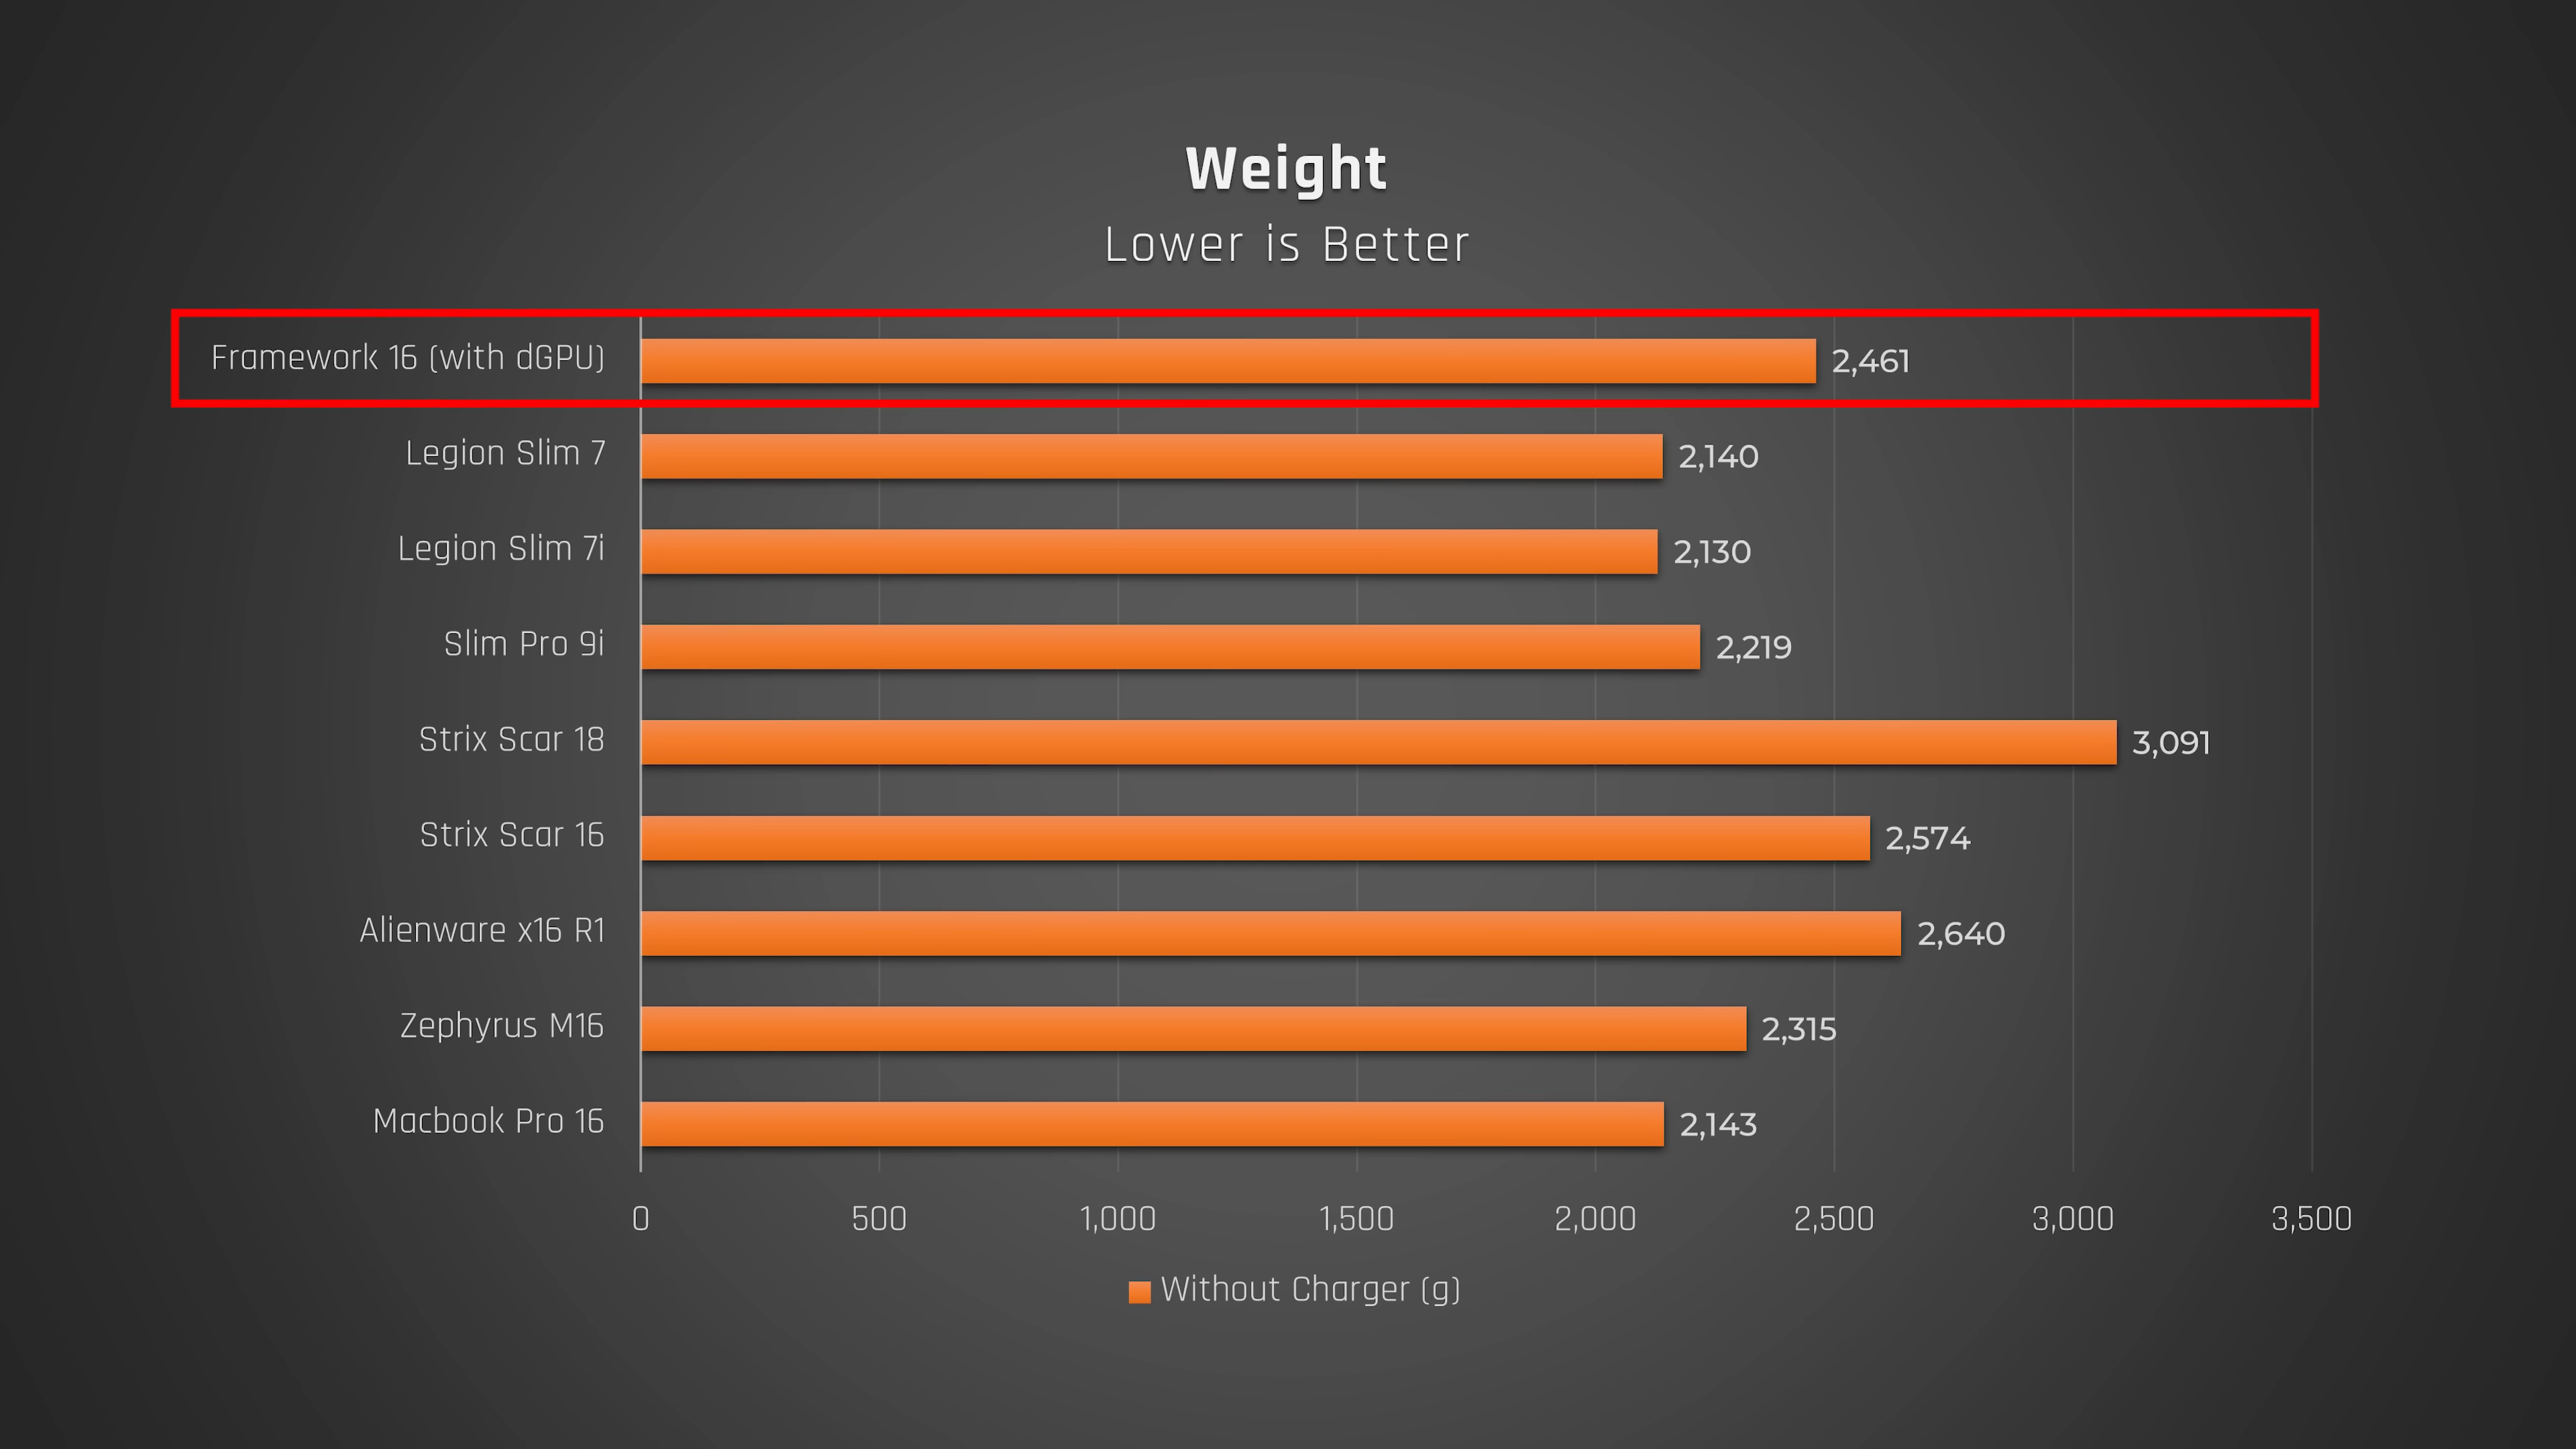 Weight
Lower is Better
Framework 16 (with dGPU) 2,461
Legion Slim 7 2,140
Legion Slim 7i 2,130
Slim Pro 9i 2,219
Strix Scar 18 3,091
Strix Scar 16 2,574
Alienware x16 R1 2,640
Zephyrus M16 2,315
Macbook Pro 16 2,143
0 500 1,000 1,500 2,000 2,500 3,000 3,500
Without Charger (g)